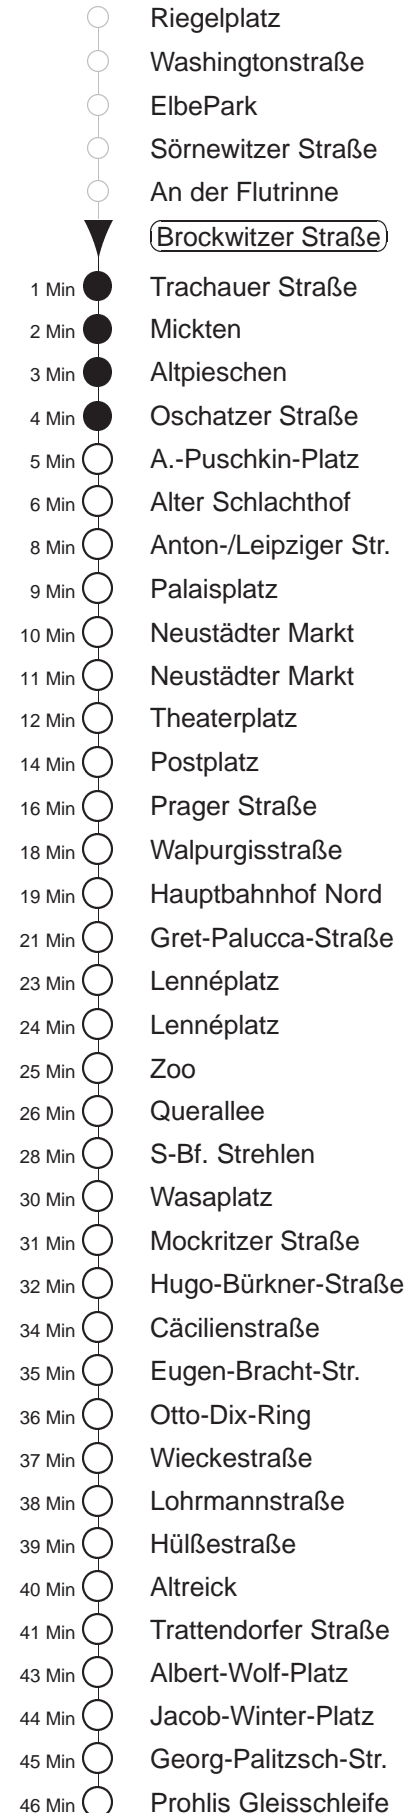 Riegelplatz
Washingtonstraße
ElbePark
Sörnewitzer Straße
An der Flutrinne
Brockwitzer Straße
1 Min Trachauer Straße
2 Min Mickten
3 Min Altpieschen
4 Min Oschatzer Straße
5 Min A.-Puschkin-Platz
6 Min Alter Schlachthof
8 Min Anton-/Leipziger Str.
9 Min Palaisplatz
10 Min Neustädter Markt
11 Min Neustädter Markt
12 Min Theaterplatz
14 Min Postplatz
16 Min Prager Straße
18 Min Walpurgisstraße
19 Min Hauptbahnhof Nord
21 Min Gret-Palucca-Straße
23 Min Lennéplatz
24 Min Lennéplatz
25 Min Zoo
26 Min Querallee
28 Min S-Bf. Strehlen
30 Min Wasaplatz
31 Min Mockritzer Straße
32 Min Hugo-Bürkner-Straße
34 Min Cäcilienstraße
35 Min Eugen-Bracht-Str.
36 Min Otto-Dix-Ring
37 Min Wieckestraße
38 Min Lohrmannstraße
39 Min Hülßestraße
40 Min Altreick
41 Min Trattendorfer Straße
43 Min Albert-Wolf-Platz
44 Min Jacob-Winter-Platz
45 Min Georg-Palitzsch-Str.
46 Min Prohlis Gleisschleife